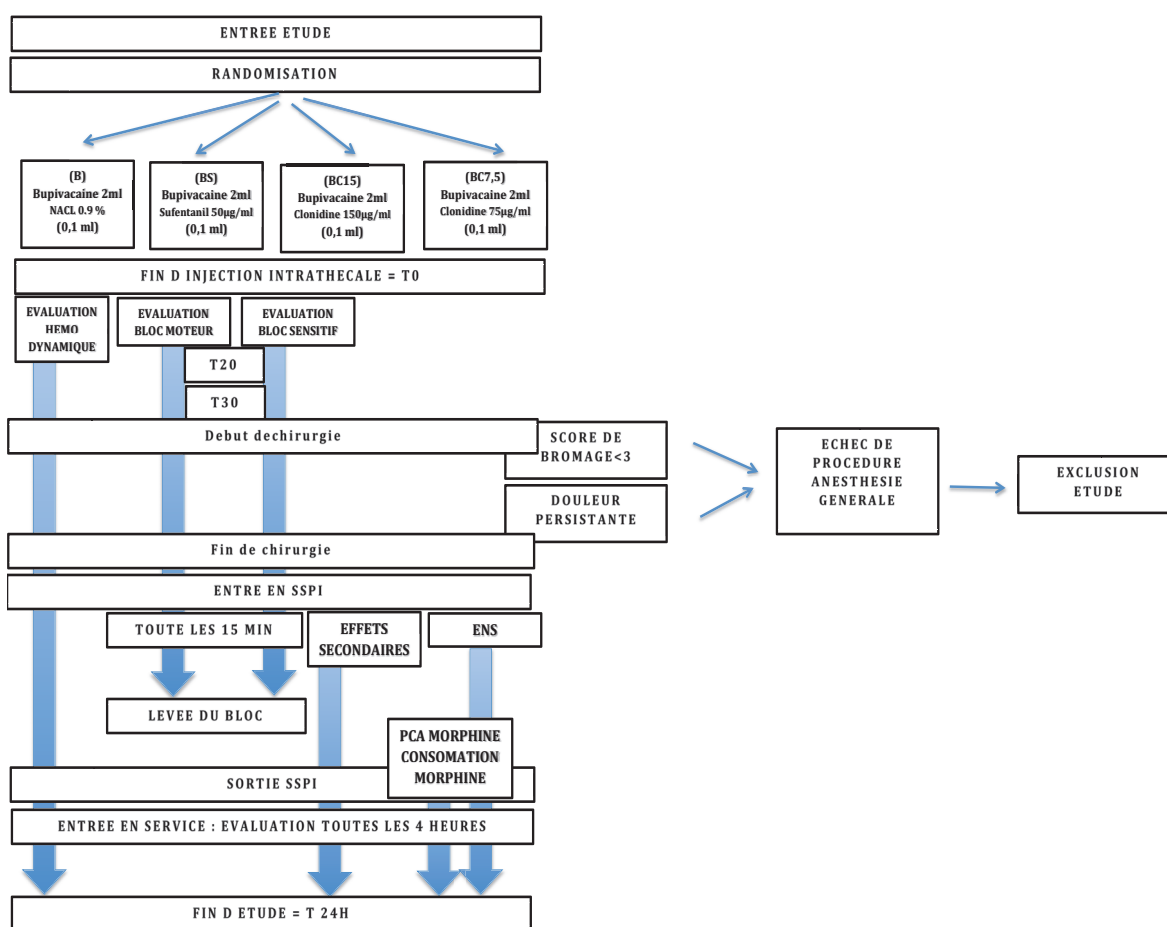 ENTREE ETUDE
RANDOMISATION
(B)
Bupivacaine 2ml
NACL 0.9 %
(0,1 ml)
(BS)
Bupivacaine 2ml
Sufentanil 50µg/ml
(0,1 ml)
(BC15)
Bupivacaine 2ml
Clonidine 150µg/ml
(0,1 ml)
(BC7,5)
Bupivacaine 2ml
Clonidine 75µg/ml
(0,1 ml)
FIN D INJECTION INTRATHECALE = T0
EVALUATION
HEMO
DYNAMIQUE
EVALUATION
BLOC MOTEUR
EVALUATION
BLOC SENSITIF
T20
T30
Debut dechirurgie
SCORE DE
BROMAGE<3
DOULEUR
PERSISTANTE
ECHEC DE
PROCEDURE
ANESTHESIE
GENERALE
EXCLUSION
ETUDE
Fin de chirurgie
ENTRE EN SSPI
TOUTE LES 15 MIN
EFFETS
SECONDAIRES
ENS
LEVEE DU BLOC
PCA MORPHINE
CONSOMATION
MORPHINE
SORTIE SSPI
ENTREE EN SERVICE : EVALUATION TOUTES LES 4 HEURES
FIN D ETUDE = T 24H